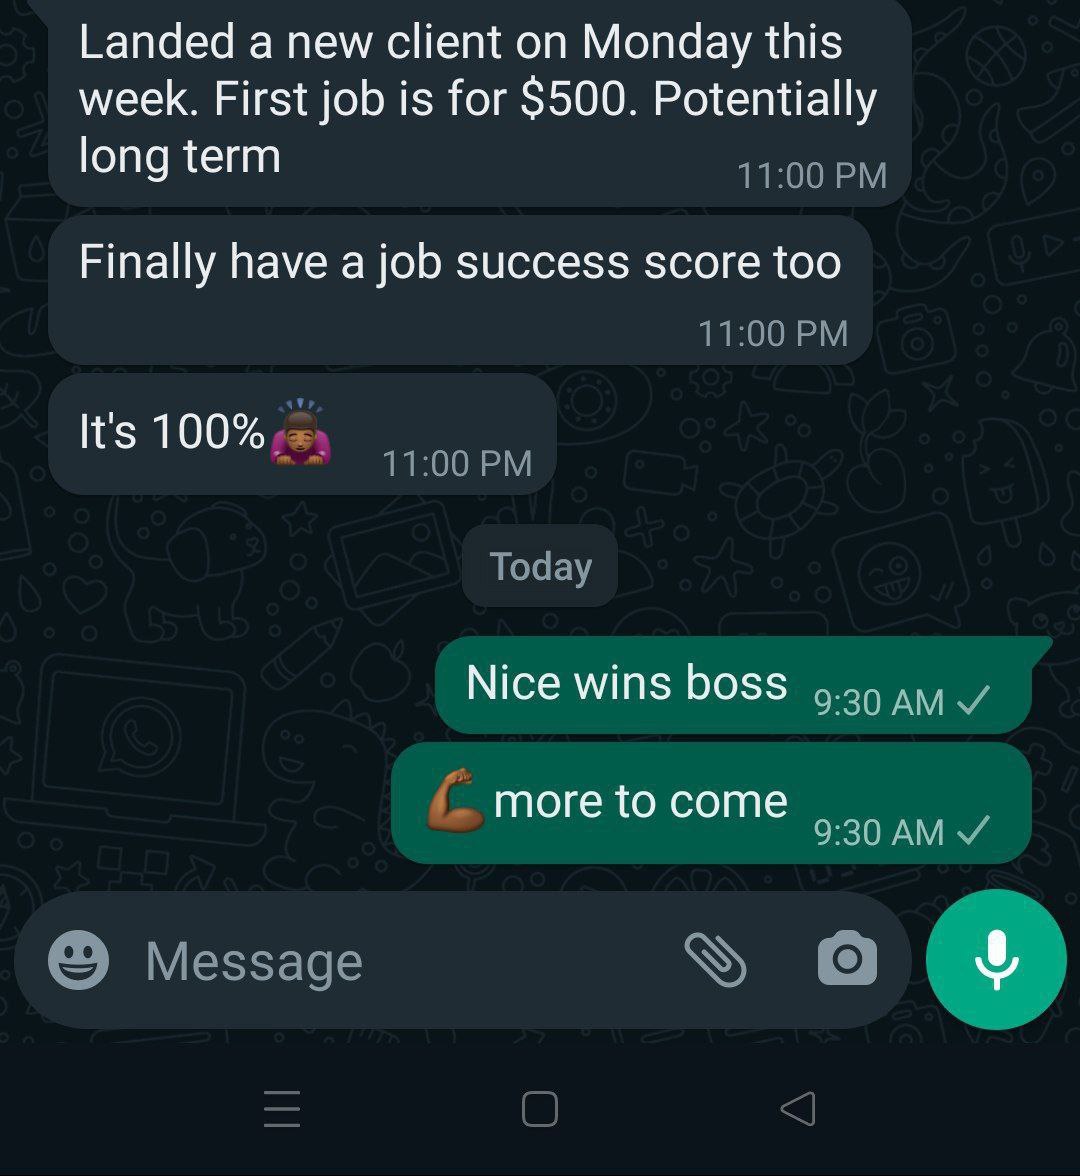 Landed a new client on Monday this
week. First job is for $500. Potentially
long term
11:00 PM
Finally have a job success score too
11:00 PM
It's 100%🙇🏾
11:00 PM
Today
Nice wins boss
9:30 AM
💪🏾more to come
9:30 AM
Message